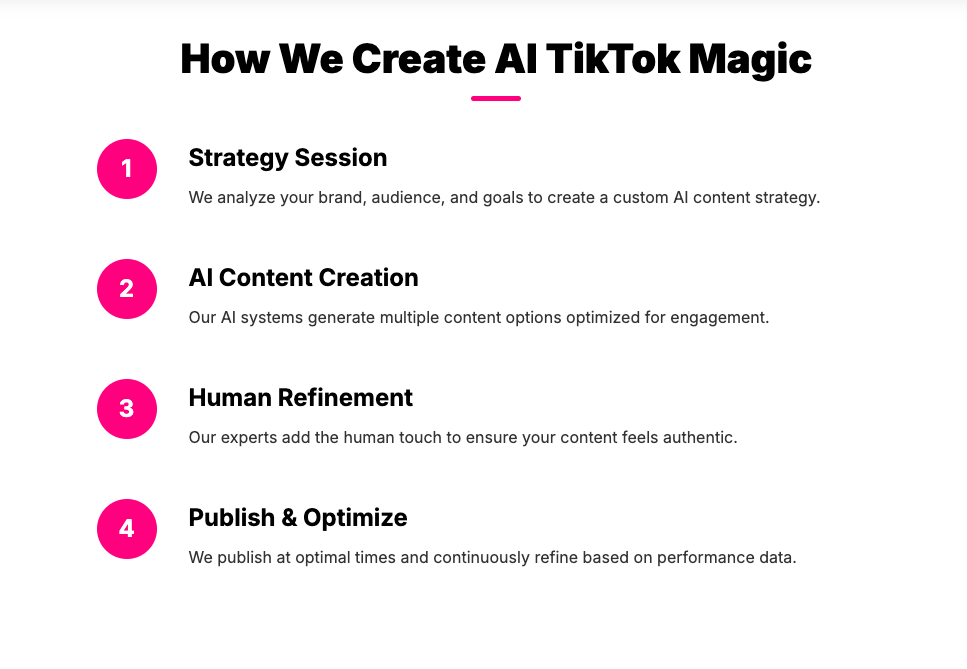 How We Create AI TikTok Magic
1
Strategy Session
We analyze your brand, audience, and goals to create a custom AI content strategy.
2
AI Content Creation
Our AI systems generate multiple content options optimized for engagement.
3
Human Refinement
Our experts add the human touch to ensure your content feels authentic.
4
Publish & Optimize
We publish at optimal times and continuously refine based on performance data.